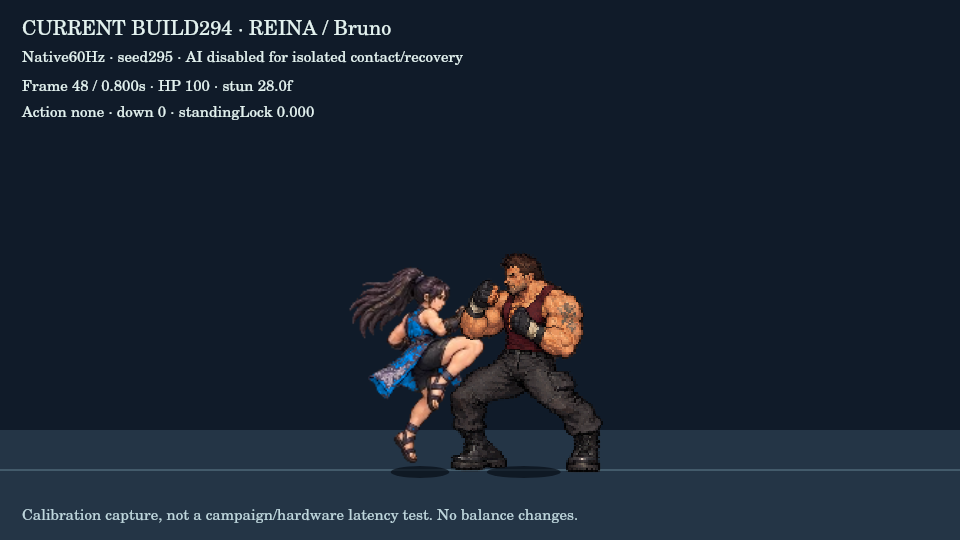 CURRENT BUILD294 · REINA / Bruno
Native60Hz · seed295 · AI disabled for isolated contact/recovery
Frame 48 / 0.800s · HP 100 · stun 28.0f
Action none · down 0 · standingLock 0.000
Calibration capture, not a campaign/hardware latency test. No balance changes.